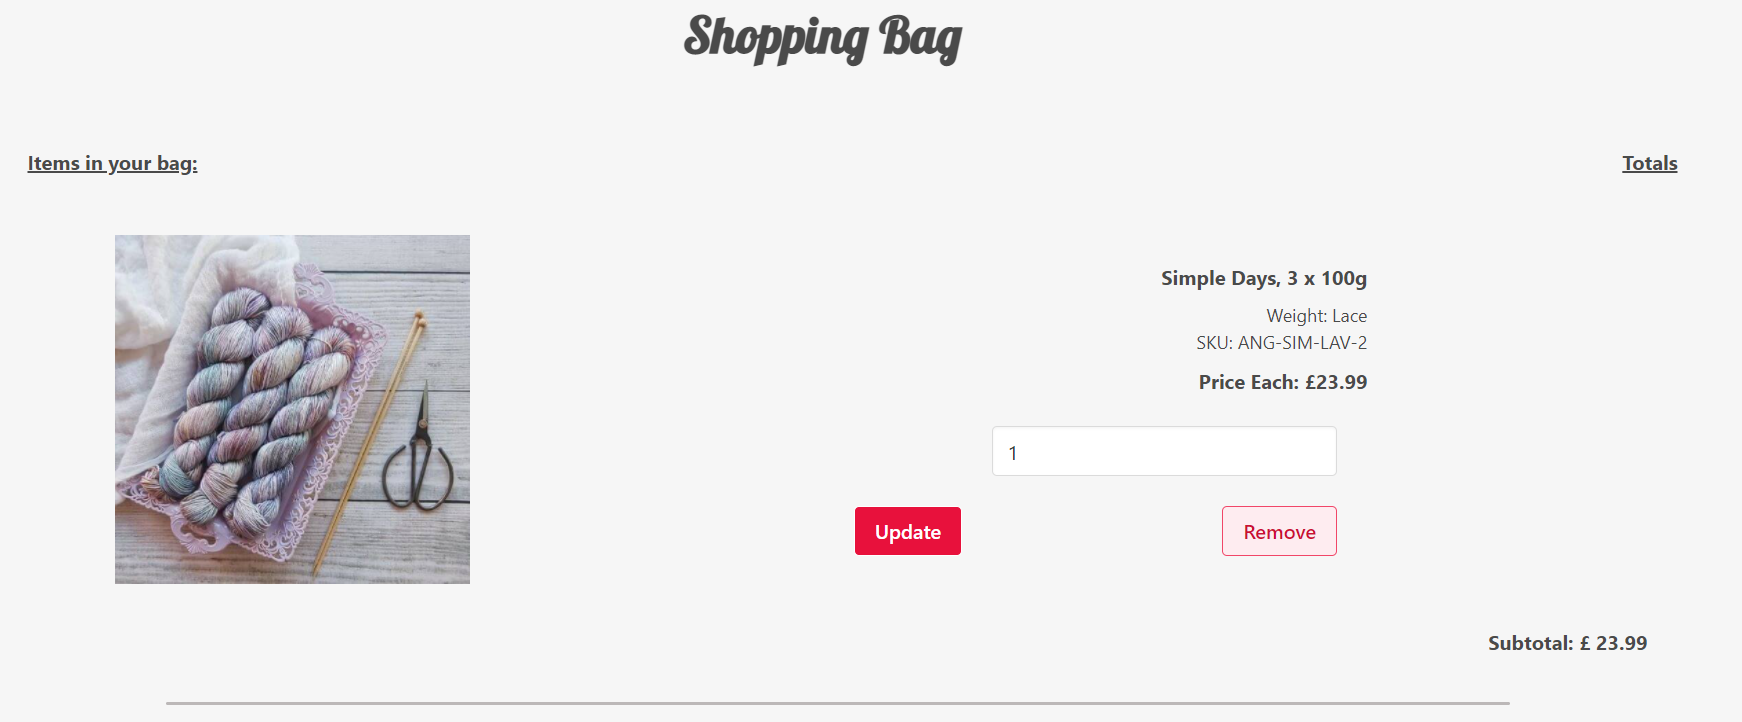 Shopping Bag
Items in your bag:
Totals
Simple Days, 3 x 100g
Weight: Lace
SKU: ANG-SIM-LAV-2
Price Each: £23.99
1
Update
Remove
Subtotal: £ 23.99